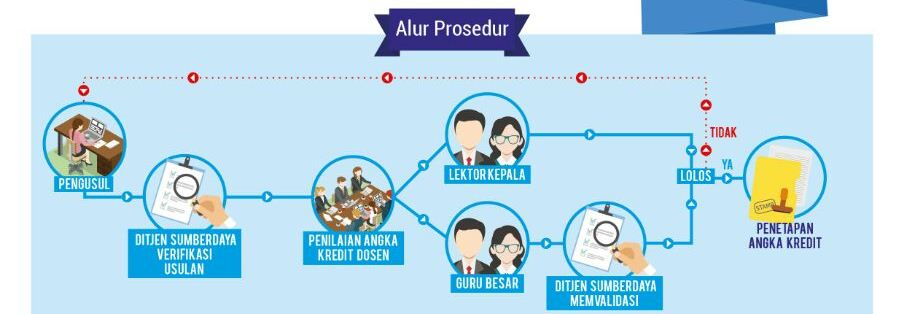 Alur Prosedur
PENGUSUL
DITJEN SUMBERDAYA
VERIFIKASI
USULAN
PENILAIAN ANGKA
KREDIT DOSEN
LEKTOR KEPALA
GURU BESAR
DITJEN SUMBERDAYA
MEMVALIDASI
LOLOS
TIDAK
YA
STAMP
PENETAPAN
ANGKA KREDIT